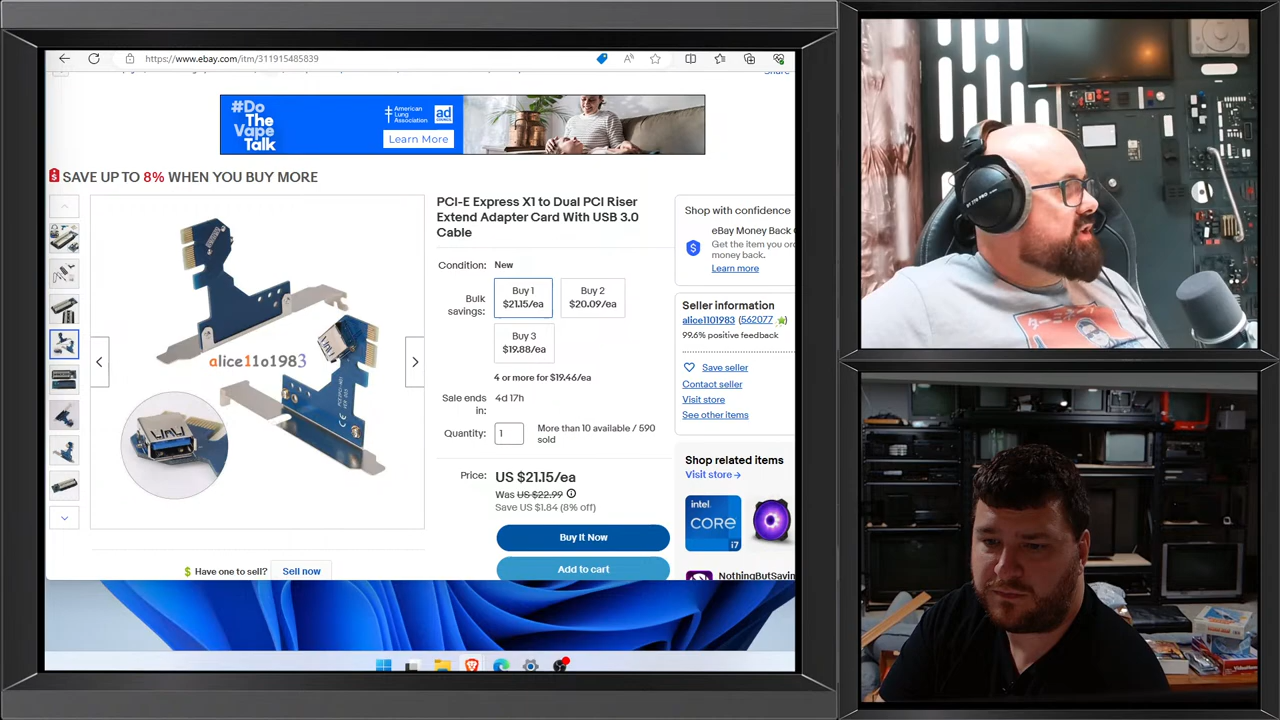 https://www.ebay.com/itm/311915485839
Share
#Do
The
Vape
Talk
American
Lung
Association
ad
COUNCIL
Learn More
SAVE UP TO 8% WHEN YOU BUY MORE
PCI-E Express X1 to Dual PCI Riser
Extend Adapter Card With USB 3.0
Cable
Condition: New
Bulk
savings:
Buy 1
$21.15/ea
Buy 2
$20.09/ea
Buy 3
$19.88/ea
4 or more for $19.46/ea
Sale ends
in:
4d 17h
Quantity: 1
More than 10 available / 590
sold
Price: US $21.15/ea
Was US $22.99
Save US $1.84 (8% off)
Buy It Now
Add to cart
alice11o1983
$ Have one to sell? Sell now
Shop with confidence
eBay Money Back G
Get the item you or
money back.
Learn more
Seller information
alice1101983 (562077
99.6% positive feedback
Save seller
Contact seller
Visit store
See other items
Shop related items
Visit store
intel
CORE
i7
NothingButSavin